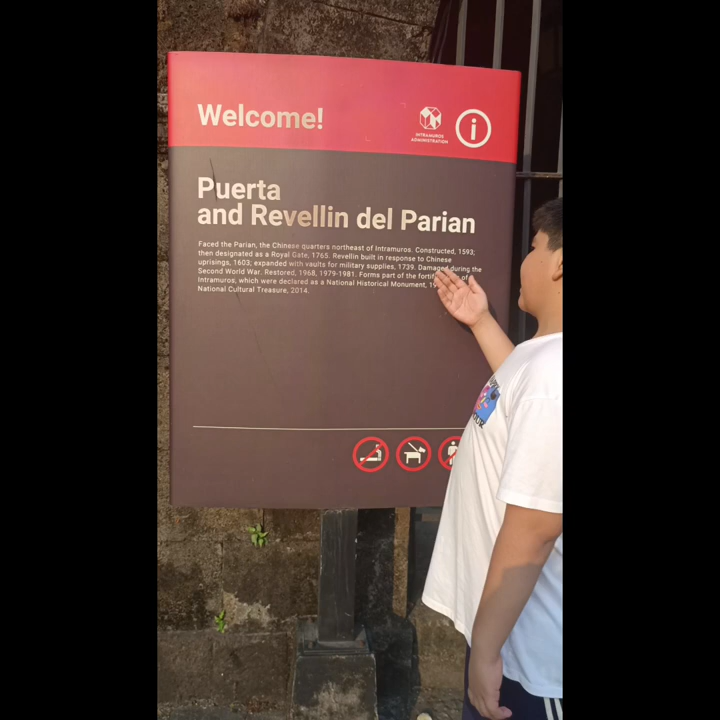 Welcome!
INTRAMUROS
ADMINISTRATION
i
Puerta
and Revellin del Parian
Faced the Parian, the Chinese quarters northeast of Intramuros. Constructed, 1593;
then designated as a Royal Gate, 1765. Revellin built in response to Chinese
uprisings, 1603; expanded with vaults for military supplies, 1739. Damaged during the
Second World War. Restored, 1968, 1979-1981. Forms part of the of
Intramuros, which were declared as a National Historical Monument,
National Cultural Treasure, 2014.